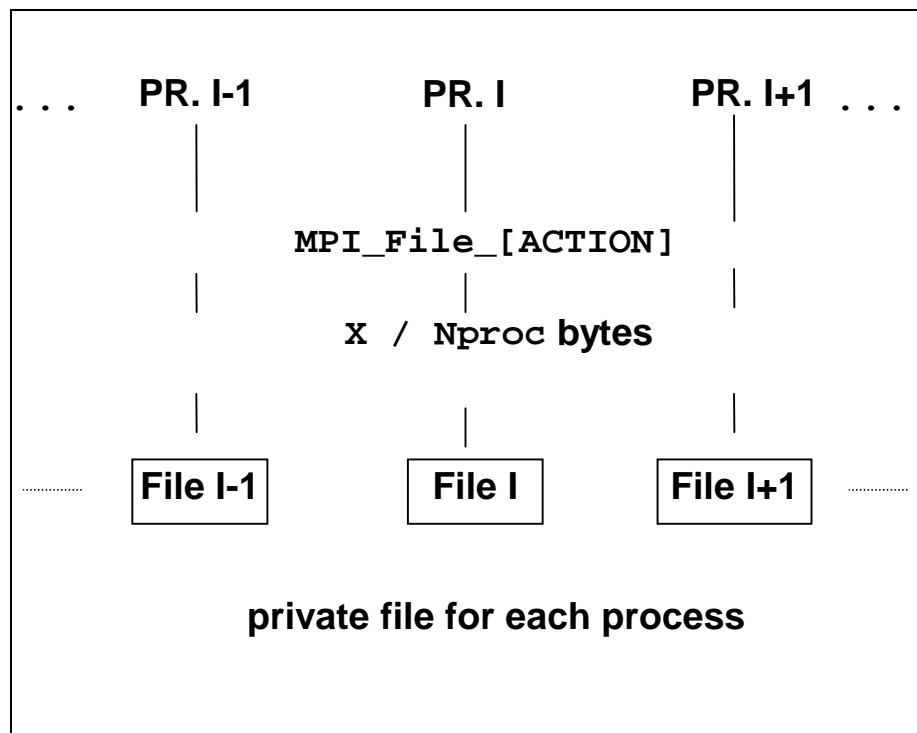 . . . PR. I-1 PR. I PR. I+1 . . .
MPI_File_[ACTION]
X / Nproc bytes
File I-1 File I File I+1
private file for each process